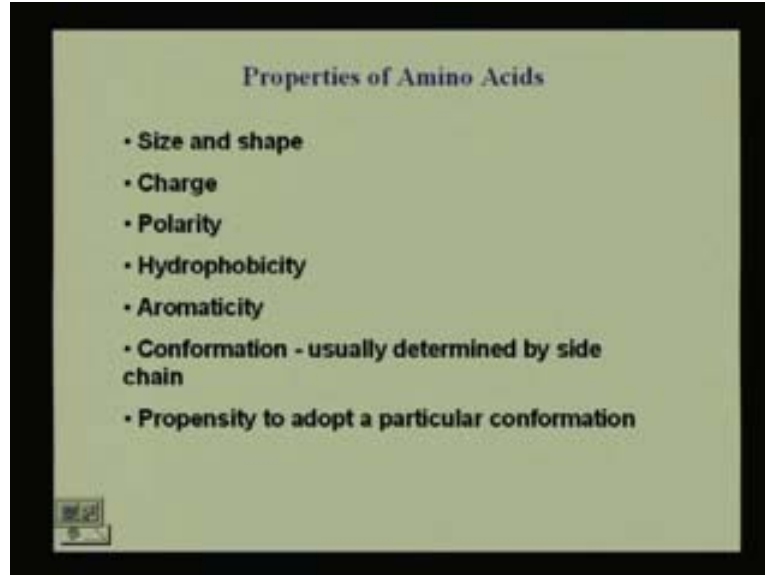 Properties of Amino Acids
• Size and shape
• Charge
• Polarity
• Hydrophobicity
• Aromaticity
• Conformation - usually determined by side
chain
• Propensity to adopt a particular conformation